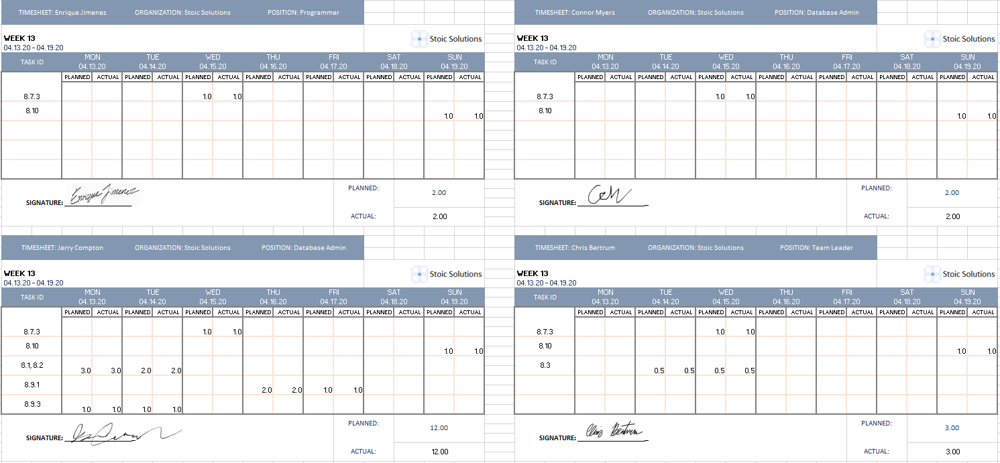 TIMESHEET: Enrique Jimenez ORGANIZATION: Stoic Solutions POSITION: Programmer
WEEK 13
04.13.20 - 04.19.20
Stoic Solutions
TASK ID MON TUE WED THU FRI SAT SUN
04.13.20 04.14.20 04.15.20 04.16.20 04.17.20 04.18.20 04.19.20
PLANNED ACTUAL PLANNED ACTUAL PLANNED ACTUAL PLANNED ACTUAL PLANNED ACTUAL PLANNED ACTUAL PLANNED ACTUAL
8.7.3 1.0 1.0
8.10 1.0 1.0
SIGNATURE: Enrique Jimenez
PLANNED: 2.00
ACTUAL: 2.00
TIMESHEET: Connor Myers ORGANIZATION: Stoic Solutions POSITION: Database Admin
WEEK 13
04.13.20 - 04.19.20
Stoic Solutions
TASK ID MON TUE WED THU FRI SAT SUN
04.13.20 04.14.20 04.15.20 04.16.20 04.17.20 04.18.20 04.19.20
PLANNED ACTUAL PLANNED ACTUAL PLANNED ACTUAL PLANNED ACTUAL PLANNED ACTUAL PLANNED ACTUAL PLANNED ACTUAL
8.7.3 1.0 1.0
8.10 1.0 1.0
SIGNATURE:
PLANNED: 2.00
ACTUAL: 2.00
TIMESHEET: Jerry Compton ORGANIZATION: Stoic Solutions POSITION: Database Admin
WEEK 13
04.13.20 - 04.19.20
Stoic Solutions
TASK ID MON TUE WED THU FRI SAT SUN
04.13.20 04.14.20 04.15.20 04.16.20 04.17.20 04.18.20 04.19.20
PLANNED ACTUAL PLANNED ACTUAL PLANNED ACTUAL PLANNED ACTUAL PLANNED ACTUAL PLANNED ACTUAL PLANNED ACTUAL
8.7.3 1.0 1.0
8.10 1.0 1.0
8.1, 8.2 3.0 3.0 2.0 2.0
8.9.1 2.0 2.0 1.0 1.0
8.9.3 1.0 1.0 1.0 1.0
SIGNATURE:
PLANNED: 12.00
ACTUAL: 12.00
TIMESHEET: Chris Bertrum ORGANIZATION: Stoic Solutions POSITION: Team Leader
WEEK 13
04.13.20 - 04.19.20
Stoic Solutions
TASK ID MON TUE WED THU FRI SAT SUN
04.13.20 04.14.20 04.15.20 04.16.20 04.17.20 04.18.20 04.19.20
PLANNED ACTUAL PLANNED ACTUAL PLANNED ACTUAL PLANNED ACTUAL PLANNED ACTUAL PLANNED ACTUAL PLANNED ACTUAL
8.7.3 1.0 1.0
8.10 1.0 1.0
8.3 0.5 0.5 0.5 0.5
SIGNATURE: Chris Bertrum
PLANNED: 3.00
ACTUAL: 3.00